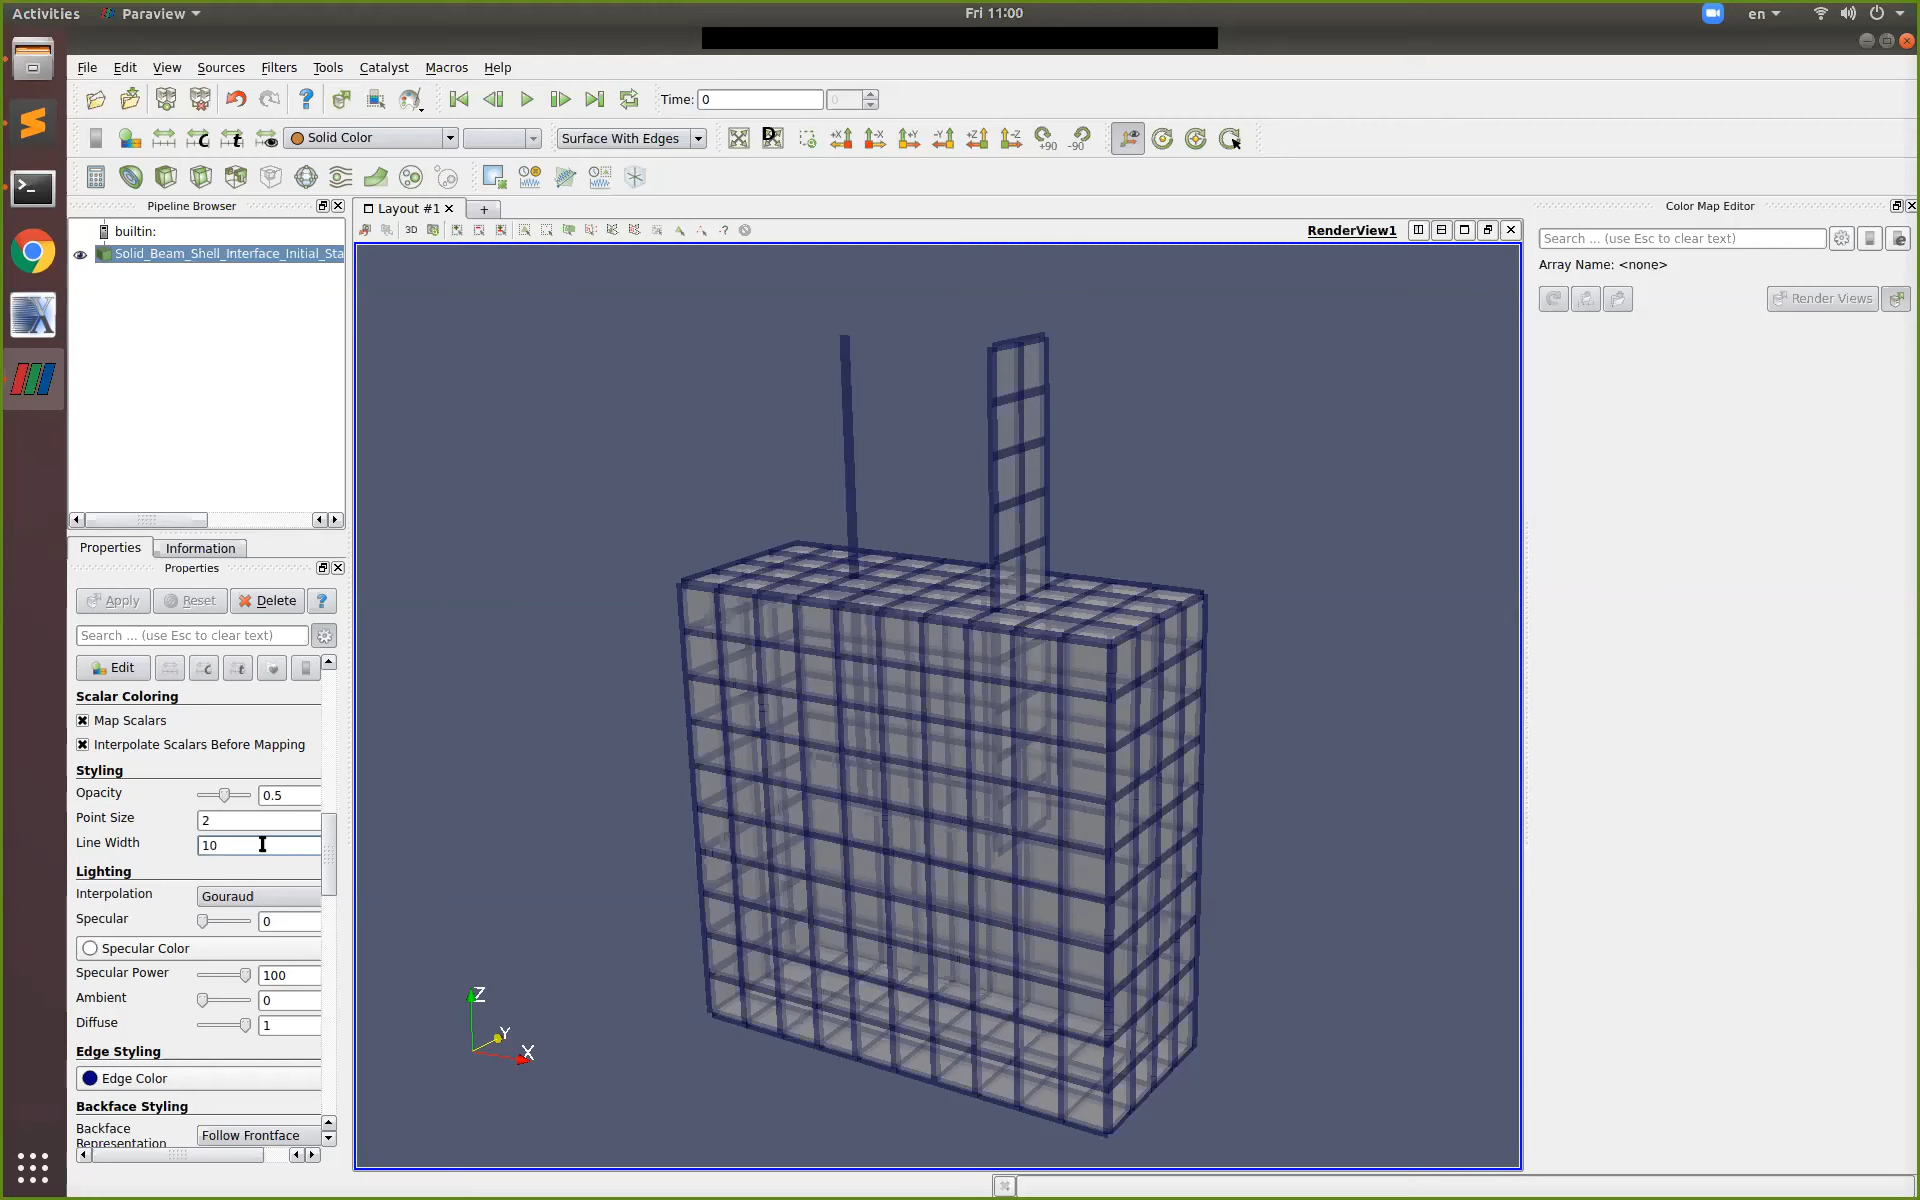 Activities Paraview Fri 11:00 en
File Edit View Sources Filters Tools Catalyst Macros Help
Time: 0 0
Solid Color Surface With Edges +X -X +Y -Y +Z -Z +90 -90
Pipeline Browser Layout #1 Color Map Editor
builtin: 3D RenderView1 Search ... (use Esc to clear text)
Solid_Beam_Shell_Interface_Initial_Sta Array Name: <none>
Render Views
Properties Information
Properties
Apply Reset Delete ?
Search ... (use Esc to clear text)
Edit
Scalar Coloring
Map Scalars
Interpolate Scalars Before Mapping
Styling
Opacity 0.5
Point Size 2
Line Width 10
Lighting
Interpolation Gouraud
Specular 0
Specular Color
Specular Power 100
Ambient 0
Diffuse 1
Edge Styling
Edge Color
Backface Styling
Backface
Representation Follow Frontface
Z
Y
X